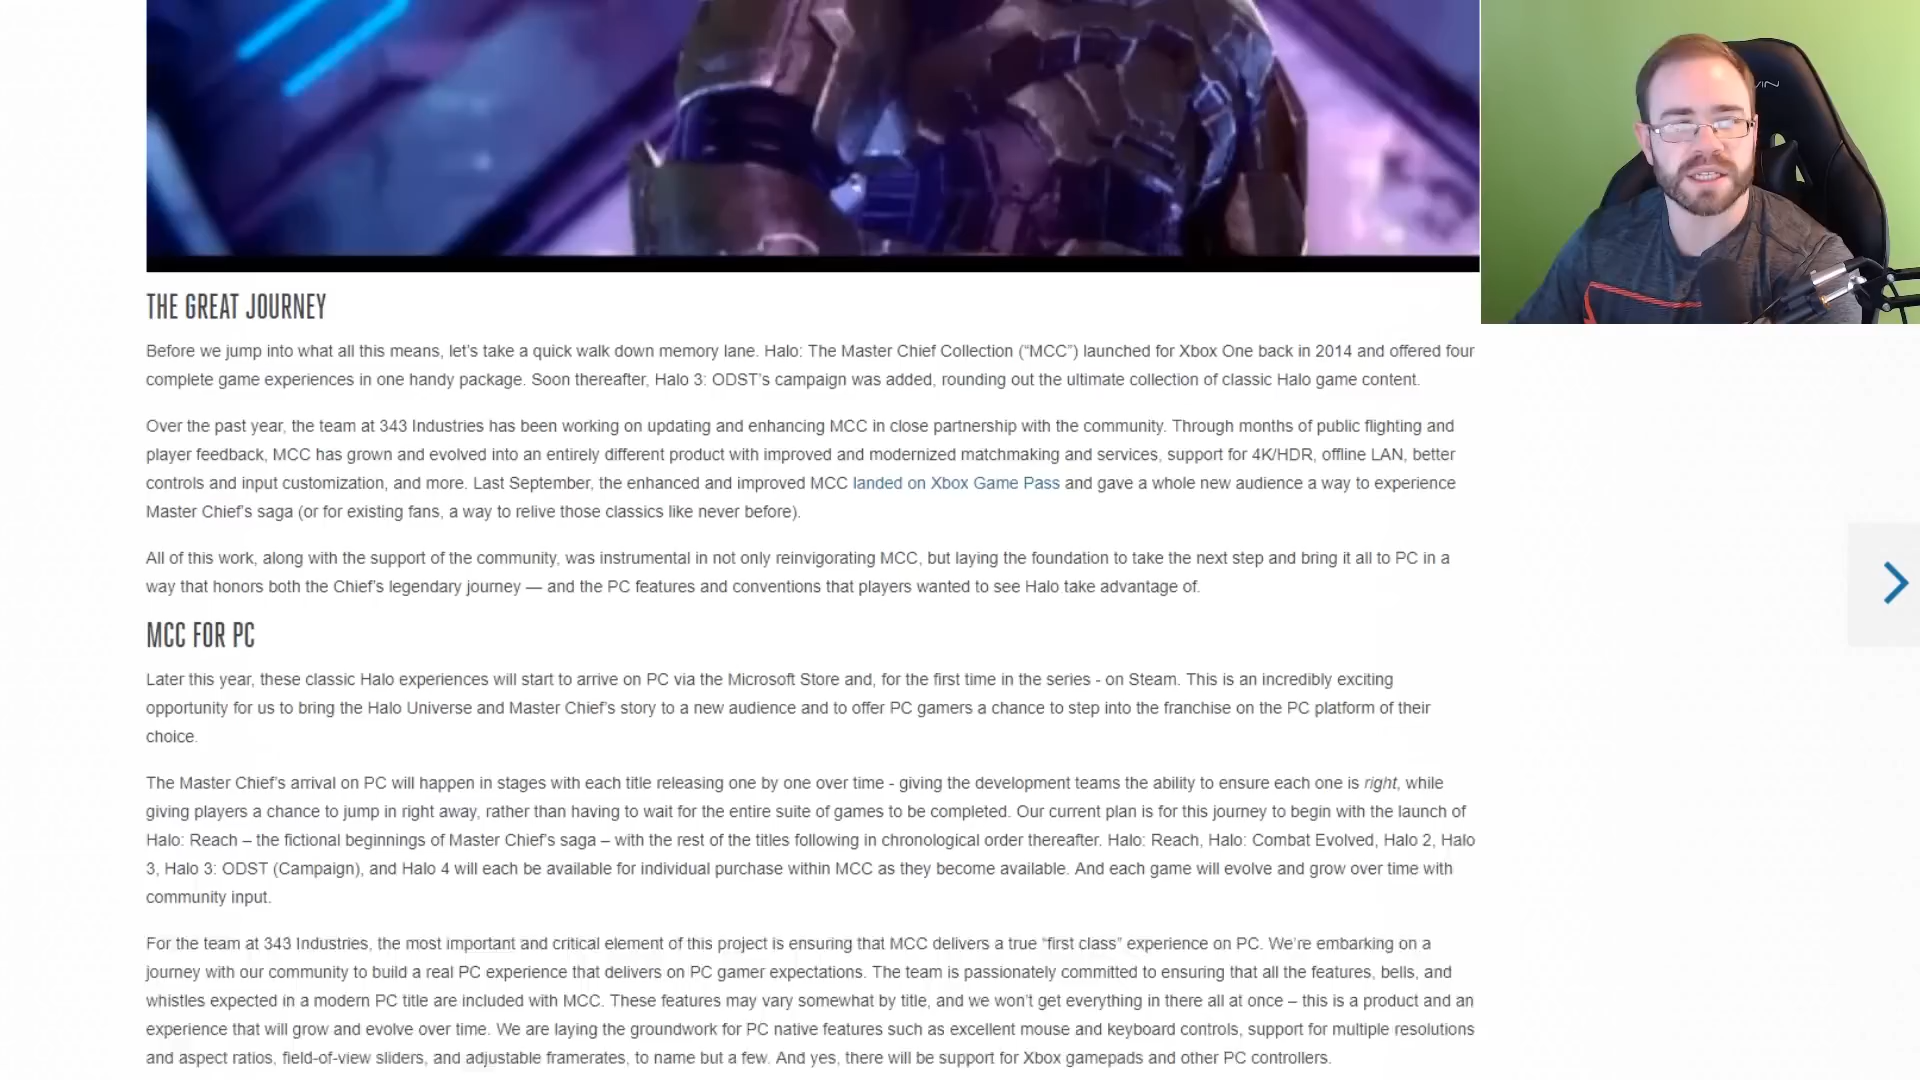 THE GREAT JOURNEY
Before we jump into what all this means, let’s take a quick walk down memory lane. Halo: The Master Chief Collection (“MCC”) launched for Xbox One back in 2014 and offered four
complete game experiences in one handy package. Soon thereafter, Halo 3: ODST’s campaign was added, rounding out the ultimate collection of classic Halo game content.
Over the past year, the team at 343 Industries has been working on updating and enhancing MCC in close partnership with the community. Through months of public flighting and
player feedback, MCC has grown and evolved into an entirely different product with improved and modernized matchmaking and services, support for 4K/HDR, offline LAN, better
controls and input customization, and more. Last September, the enhanced and improved MCC landed on Xbox Game Pass and gave a whole new audience a way to experience
Master Chief’s saga (or for existing fans, a way to relive those classics like never before).
All of this work, along with the support of the community, was instrumental in not only reinvigorating MCC, but laying the foundation to take the next step and bring it all to PC in a
way that honors both the Chief’s legendary journey — and the PC features and conventions that players wanted to see Halo take advantage of.
MCC FOR PC
Later this year, these classic Halo experiences will start to arrive on PC via the Microsoft Store and, for the first time in the series - on Steam. This is an incredibly exciting
opportunity for us to bring the Halo Universe and Master Chief’s story to a new audience and to offer PC gamers a chance to step into the franchise on the PC platform of their
choice.
The Master Chief’s arrival on PC will happen in stages with each title releasing one by one over time - giving the development teams the ability to ensure each one is right, while
giving players a chance to jump in right away, rather than having to wait for the entire suite of games to be completed. Our current plan is for this journey to begin with the launch of
Halo: Reach – the fictional beginnings of Master Chief’s saga – with the rest of the titles following in chronological order thereafter. Halo: Reach, Halo: Combat Evolved, Halo 2, Halo
3, Halo 3: ODST (Campaign), and Halo 4 will each be available for individual purchase within MCC as they become available. And each game will evolve and grow over time with
community input.
For the team at 343 Industries, the most important and critical element of this project is ensuring that MCC delivers a true “first class” experience on PC. We’re embarking on a
journey with our community to build a real PC experience that delivers on PC gamer expectations. The team is passionately committed to ensuring that all the features, bells, and
whistles expected in a modern PC title are included with MCC. These features may vary somewhat by title, and we won’t get everything in there all at once – this is a product and an
experience that will grow and evolve over time. We are laying the groundwork for PC native features such as excellent mouse and keyboard controls, support for multiple resolutions
and aspect ratios, field-of-view sliders, and adjustable framerates, to name but a few. And yes, there will be support for Xbox gamepads and other PC controllers.